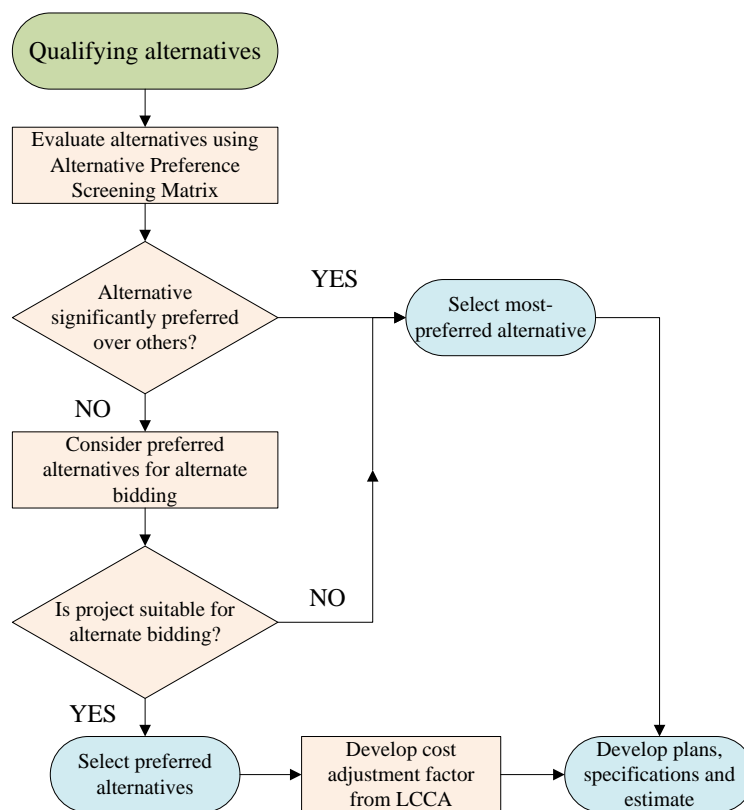 Qualifying alternatives
Evaluate alternatives using
Alternative Preference
Screening Matrix
YES
Alternative
significantly preferred
over others?
Select most-
preferred alternative
NO
Consider preferred
alternatives for alternate
bidding
NO
Is project suitable for
alternate bidding?
YES
Select preferred
alternatives
Develop cost
adjustment factor
from LCCA
Develop plans,
specifications and
estimate